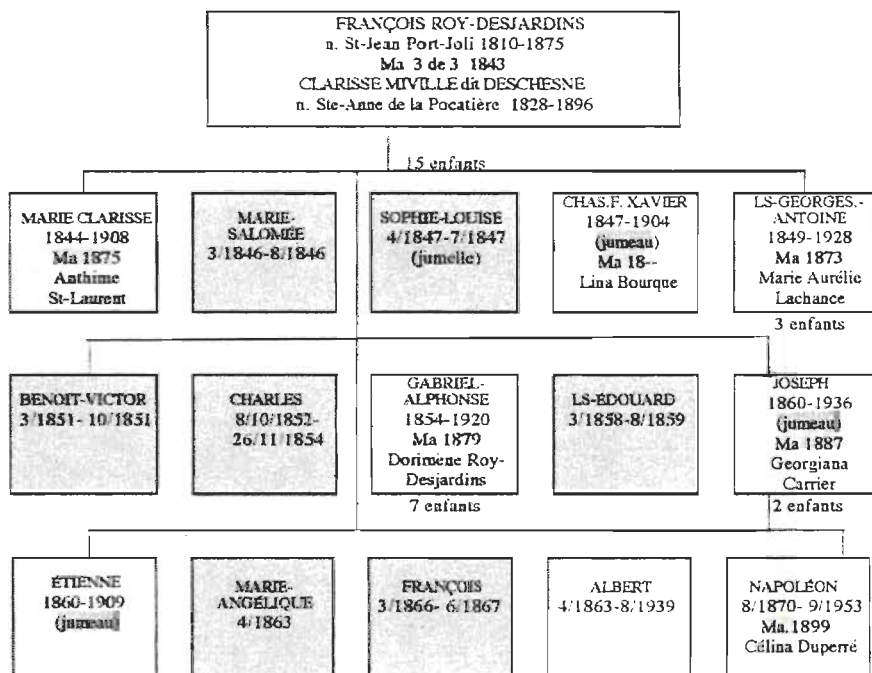 FRANÇOIS ROY-DESJARDINS
n. St-Jean Port-Joli 1810-1875
Ma 3 de 3 1843
CLARISSE MIVILLE dit DESCHESNE
n. Ste-Anne de la Pocatière 1828-1896
15 enfants
MARIE CLARISSE
1844-1908
Ma 1875
Anthime
St-Laurent
MARIE-
SALOMÉE
3/1846-8/1846
SOPHIE-LOUISE
4/1847-7/1847
(jumelle)
CHAS.F. XAVIER
1847-1904
(jumeau)
Ma 18--
Lina Bourque
LS-GEORGES.-
ANTOINE
1849-1928
Ma 1873
Marie Aurélie
Lachance
3 enfants
BENOIT-VICTOR
3/1851- 10/1851
CHARLES
8/10/1852-
26/11/1854
GABRIEL-
ALPHONSE
1854-1920
Ma 1879
Dorimène Roy-
Desjardins
7 enfants
LS-ÉDOUARD
3/1858-8/1859
JOSEPH
1860-1936
(jumeau)
Ma 1887
Georgiana
Carrier
2 enfants
ÉTIENNE
1860-1909
(jumeau)
MARIE-
ANGÉLIQUE
4/1863
FRANÇOIS
3/1866- 6/1867
ALBERT
4/1863-8/1939
NAPOLÉON
8/1870- 9/1953
Ma.1899
Célina Duperré